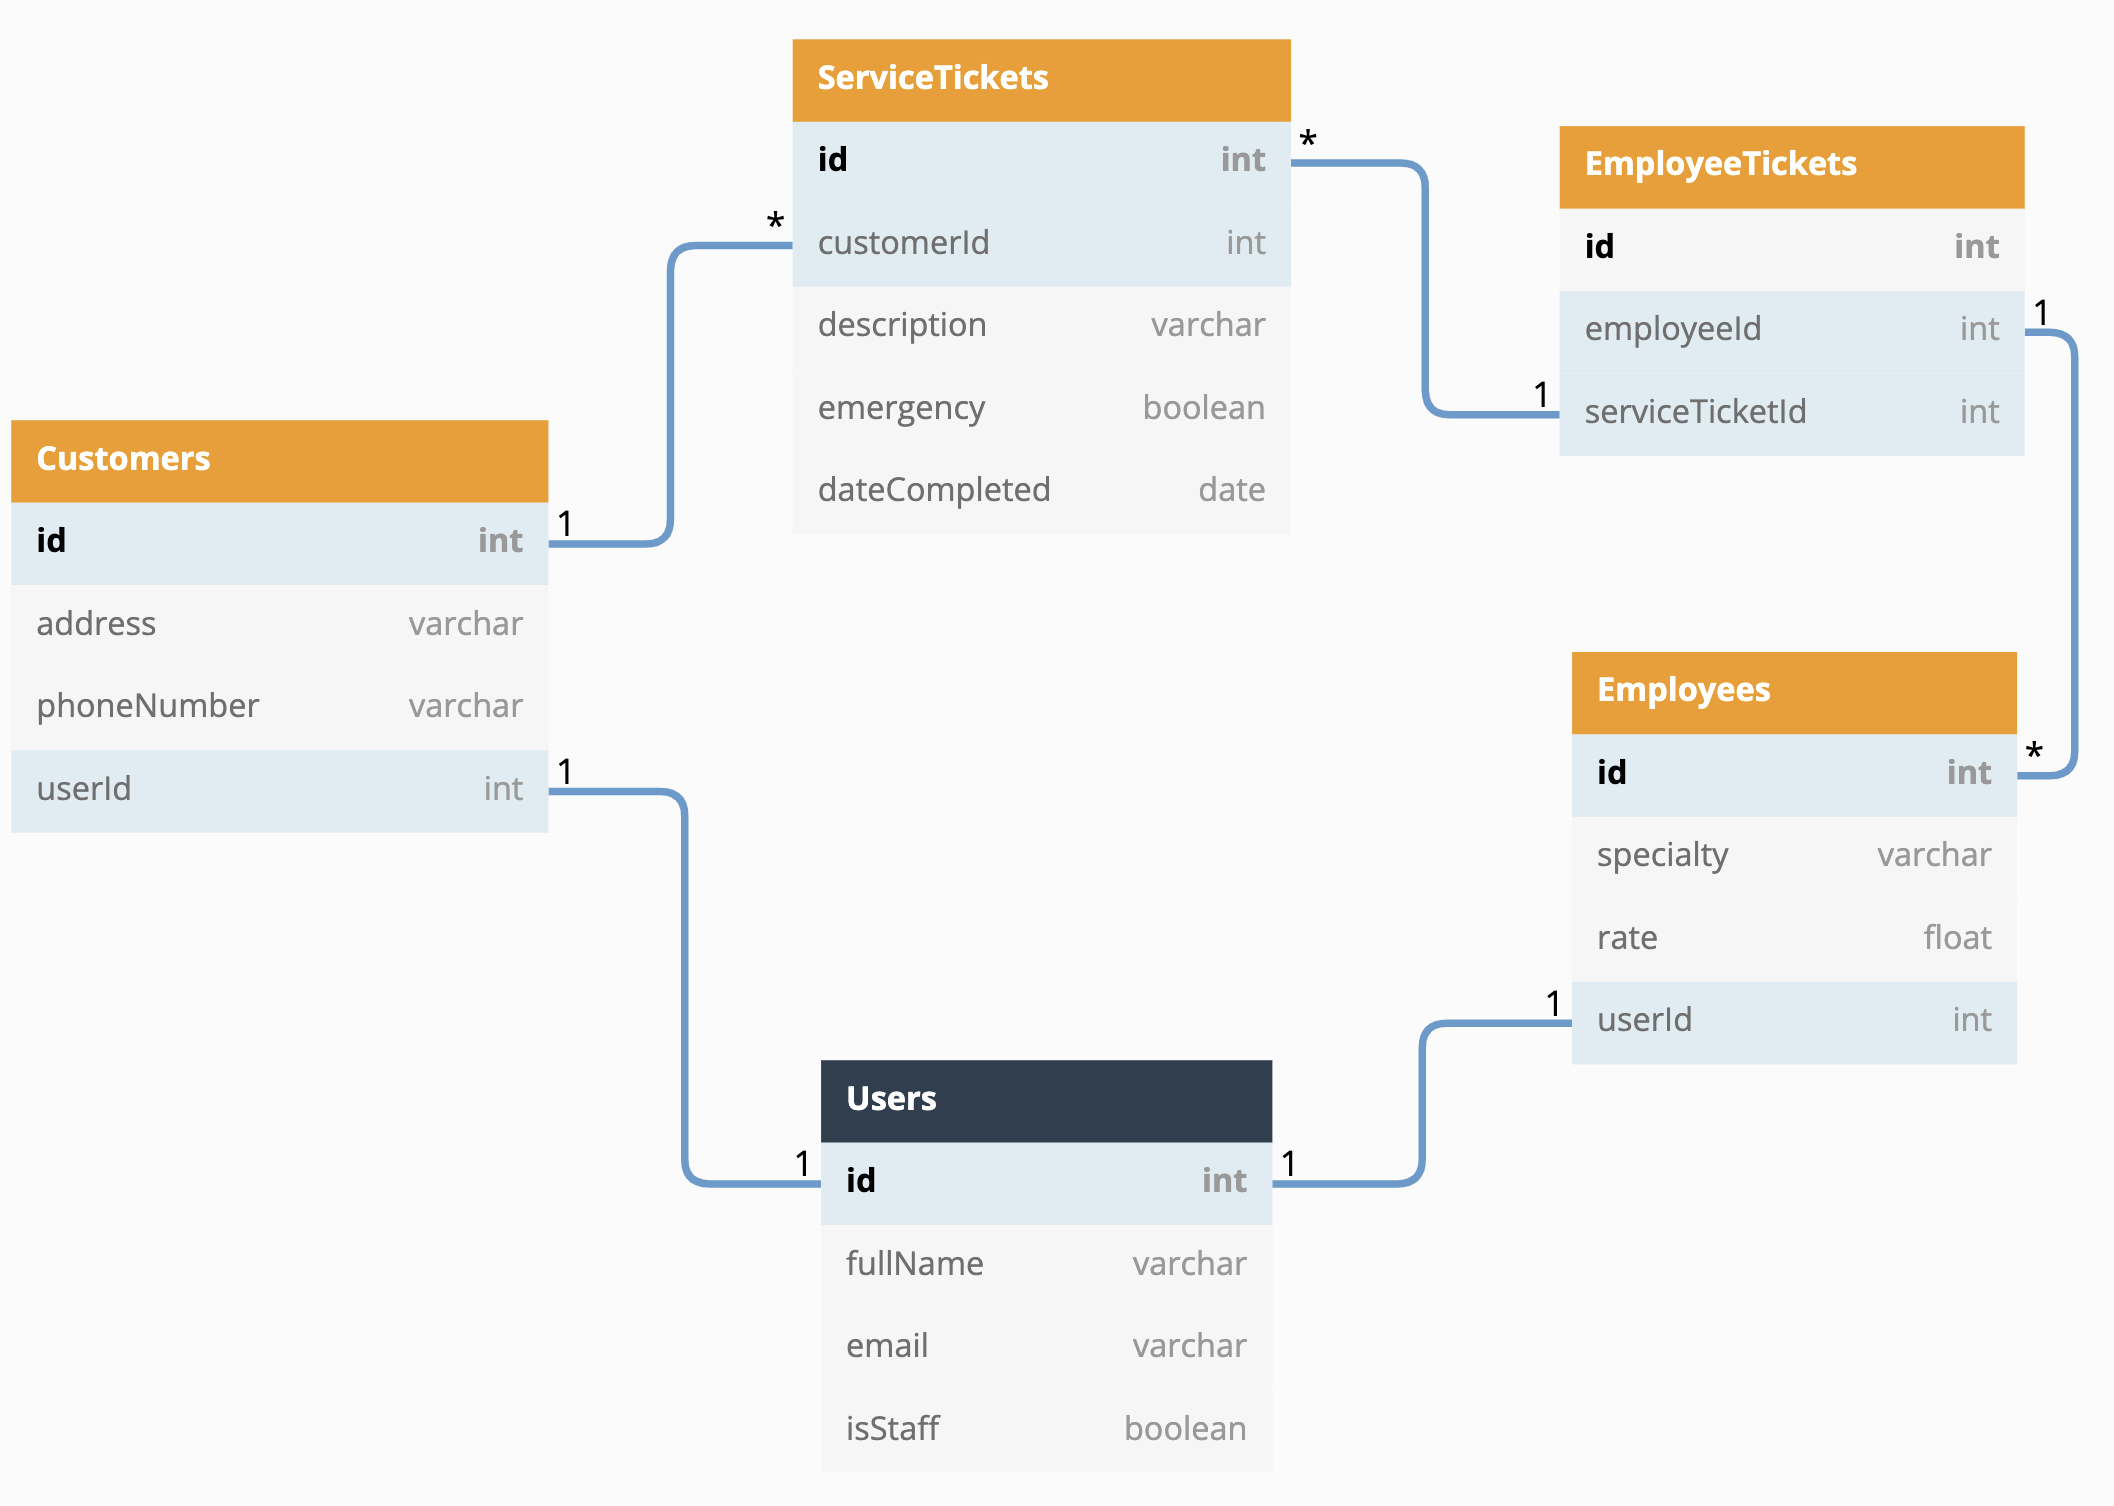 ServiceTickets
id int
customerId int
description varchar
emergency boolean
dateCompleted date
*
*
EmployeeTickets
id int
employeeId int
serviceTicketId int
1
1
Customers
id int
address varchar
phoneNumber varchar
userId int
1
1
Employees
id int
specialty varchar
rate float
userId int
*
1
Users
id int
fullName varchar
email varchar
isStaff boolean
1
1